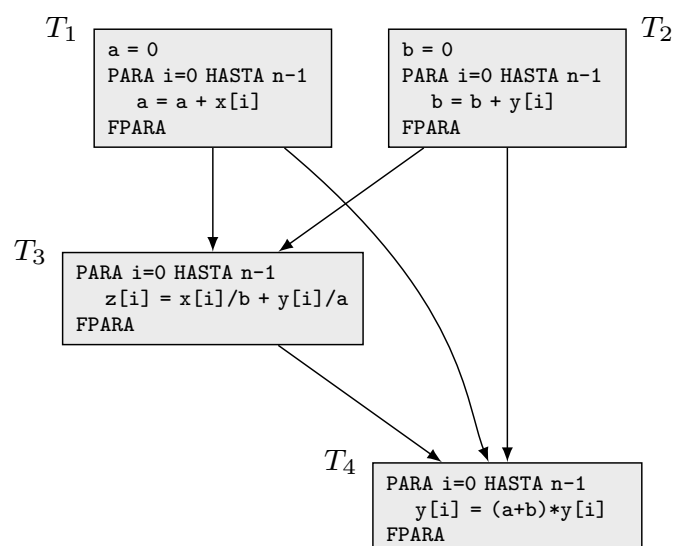 T1
a = 0
PARA i=0 HASTA n-1
a = a + x[i]
FPARA
T2
b = 0
PARA i=0 HASTA n-1
b = b + y[i]
FPARA
T3
PARA i=0 HASTA n-1
z[i] = x[i]/b + y[i]/a
FPARA
T4
PARA i=0 HASTA n-1
y[i] = (a+b)*y[i]
FPARA